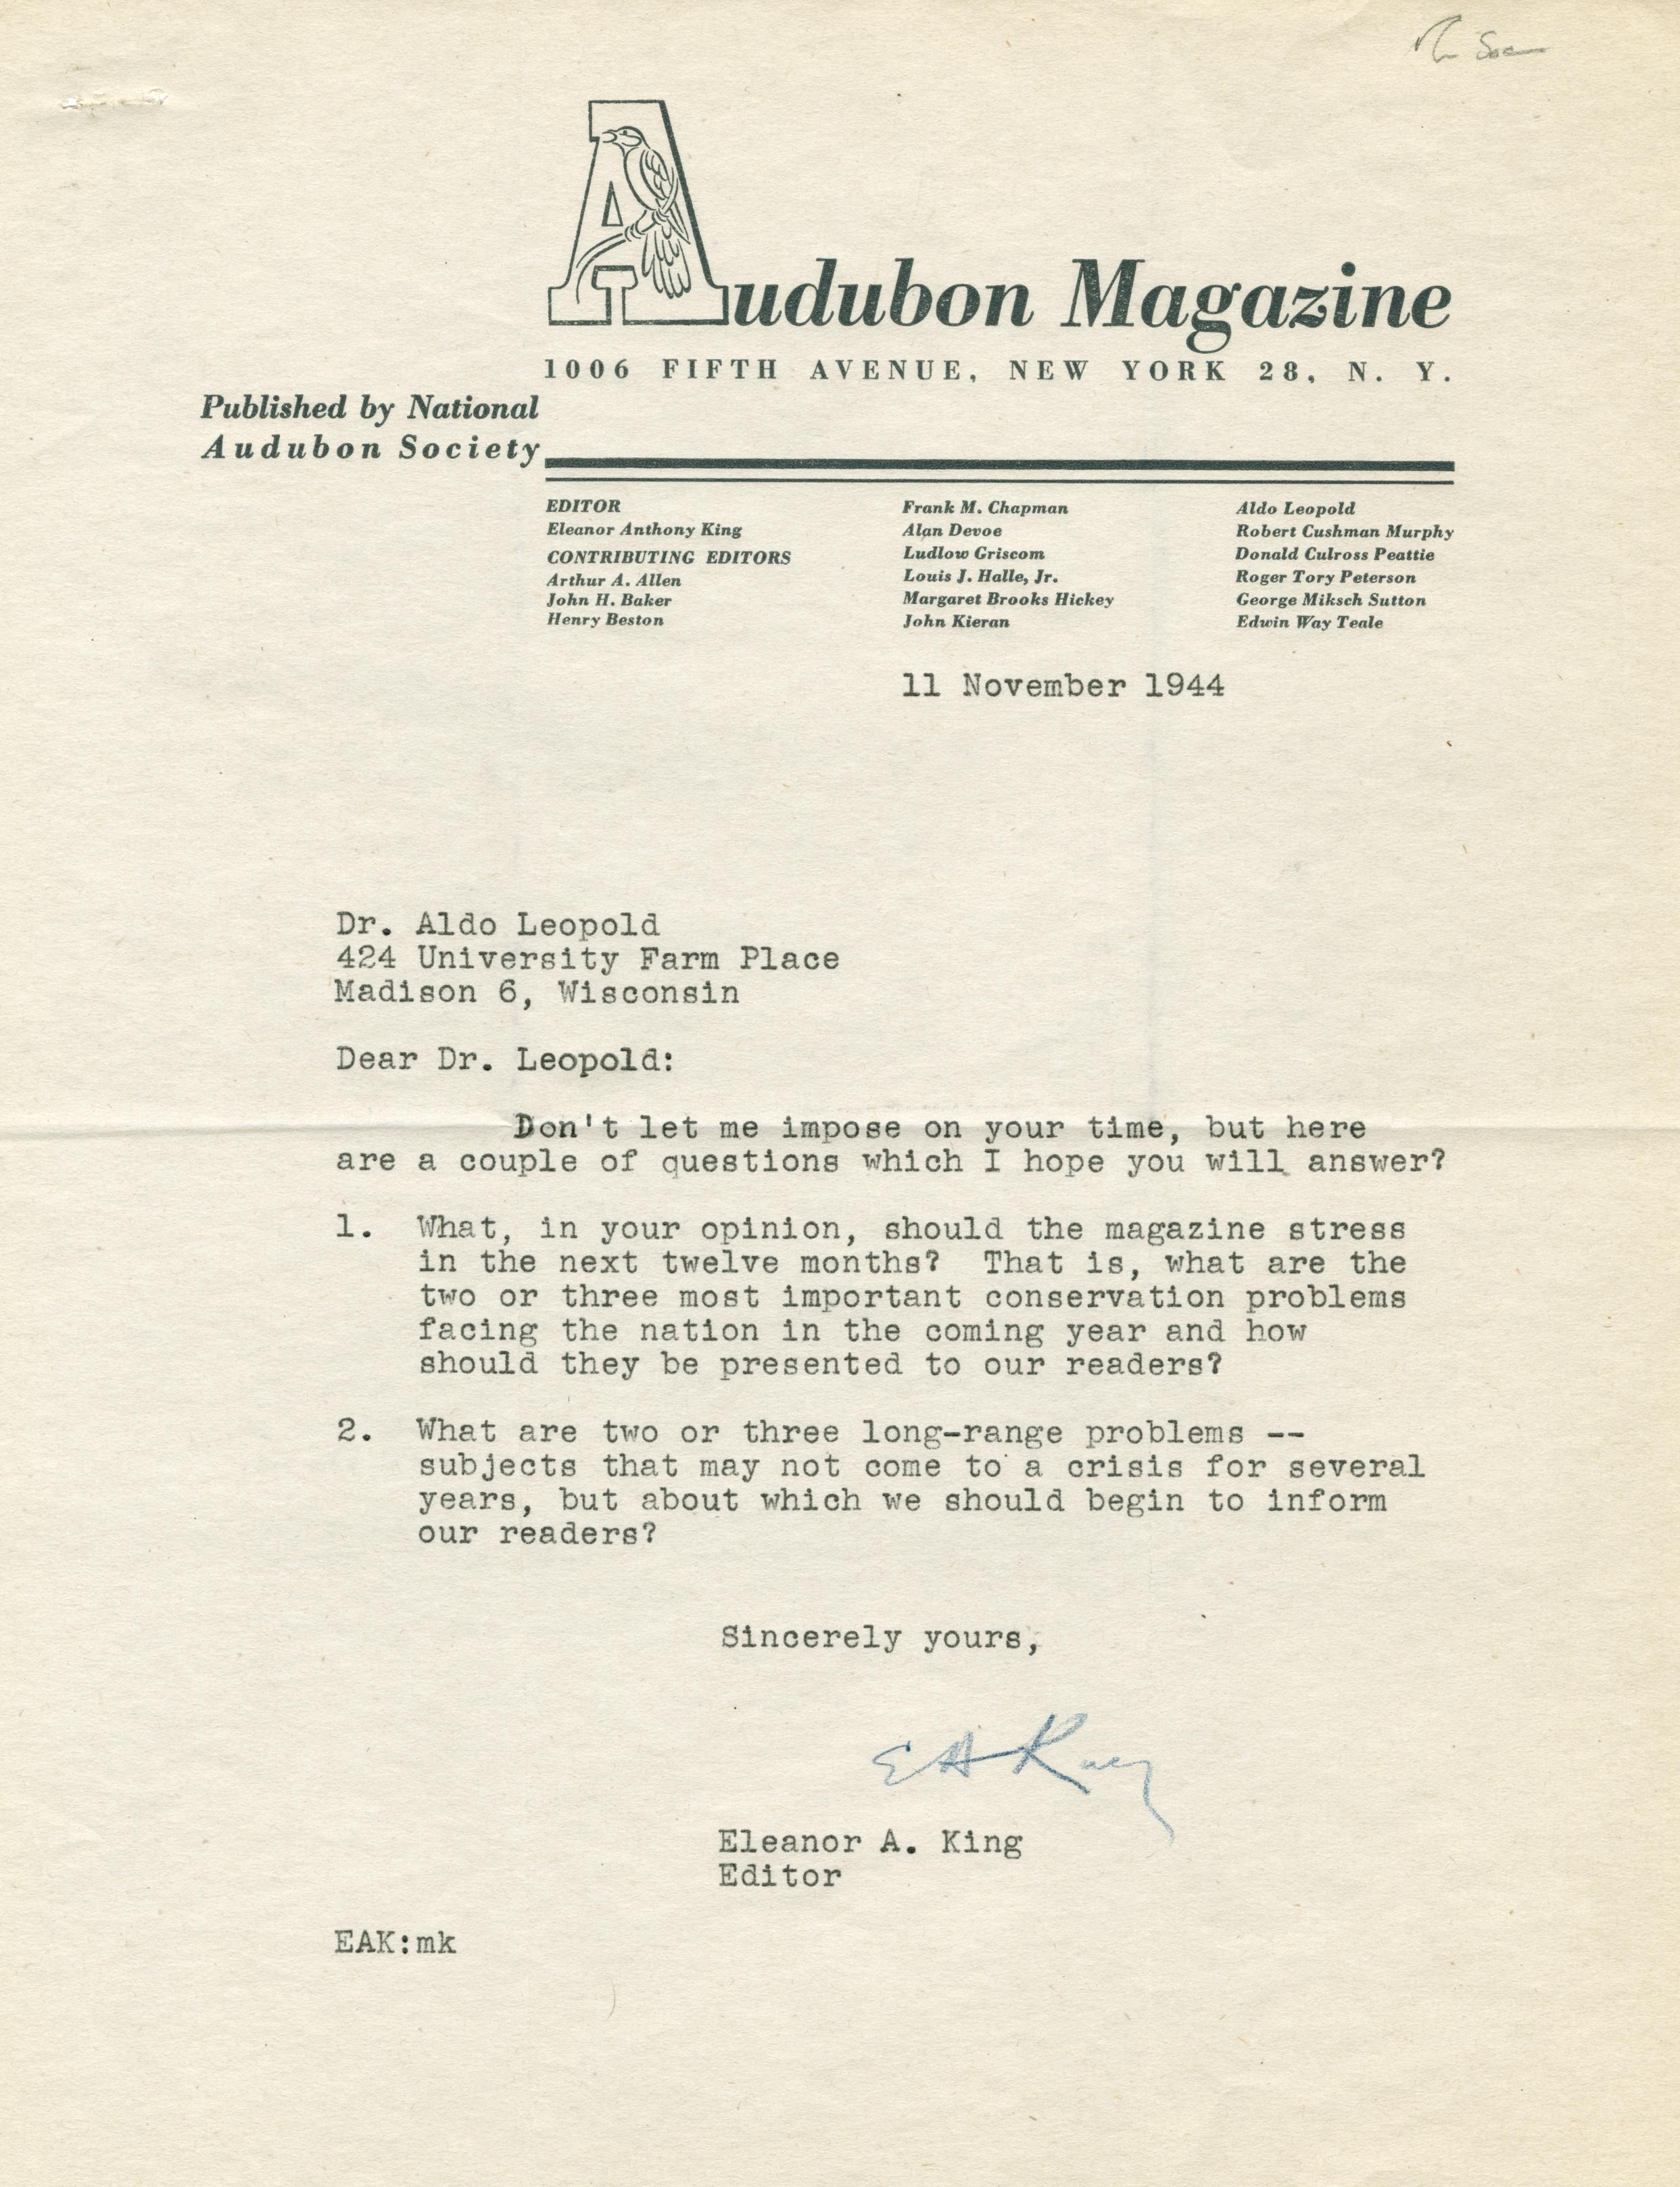 Audubon Magazine
1006 FIFTH AVENUE, NEW YORK 28, N. Y.
Published by National
Audubon Society
EDITOR
Eleanor Anthony King
CONTRIBUTING EDITORS
Arthur A. Allen
John H. Baker
Henry Beston
Frank M. Chapman
Alan Devoe
Ludlow Griscom
Louis J. Halle, Jr.
Margaret Brooks Hickey
John Kieran
Aldo Leopold
Robert Cushman Murphy
Donald Culross Peattie
Roger Tory Peterson
George Miksch Sutton
Edwin Way Teale
11 November 1944
Dr. Aldo Leopold
424 University Farm Place
Madison 6, Wisconsin
Dear Dr. Leopold:
Don't let me impose on your time, but here
are a couple of questions which I hope you will answer?
1. What, in your opinion, should the magazine stress
in the next twelve months? That is, what are the
two or three most important conservation problems
facing the nation in the coming year and how
should they be presented to our readers?
2. What are two or three long-range problems --
subjects that may not come to a crisis for several
years, but about which we should begin to inform
our readers?
Sincerely yours,
EAKing
Eleanor A. King
Editor
EAK:mk